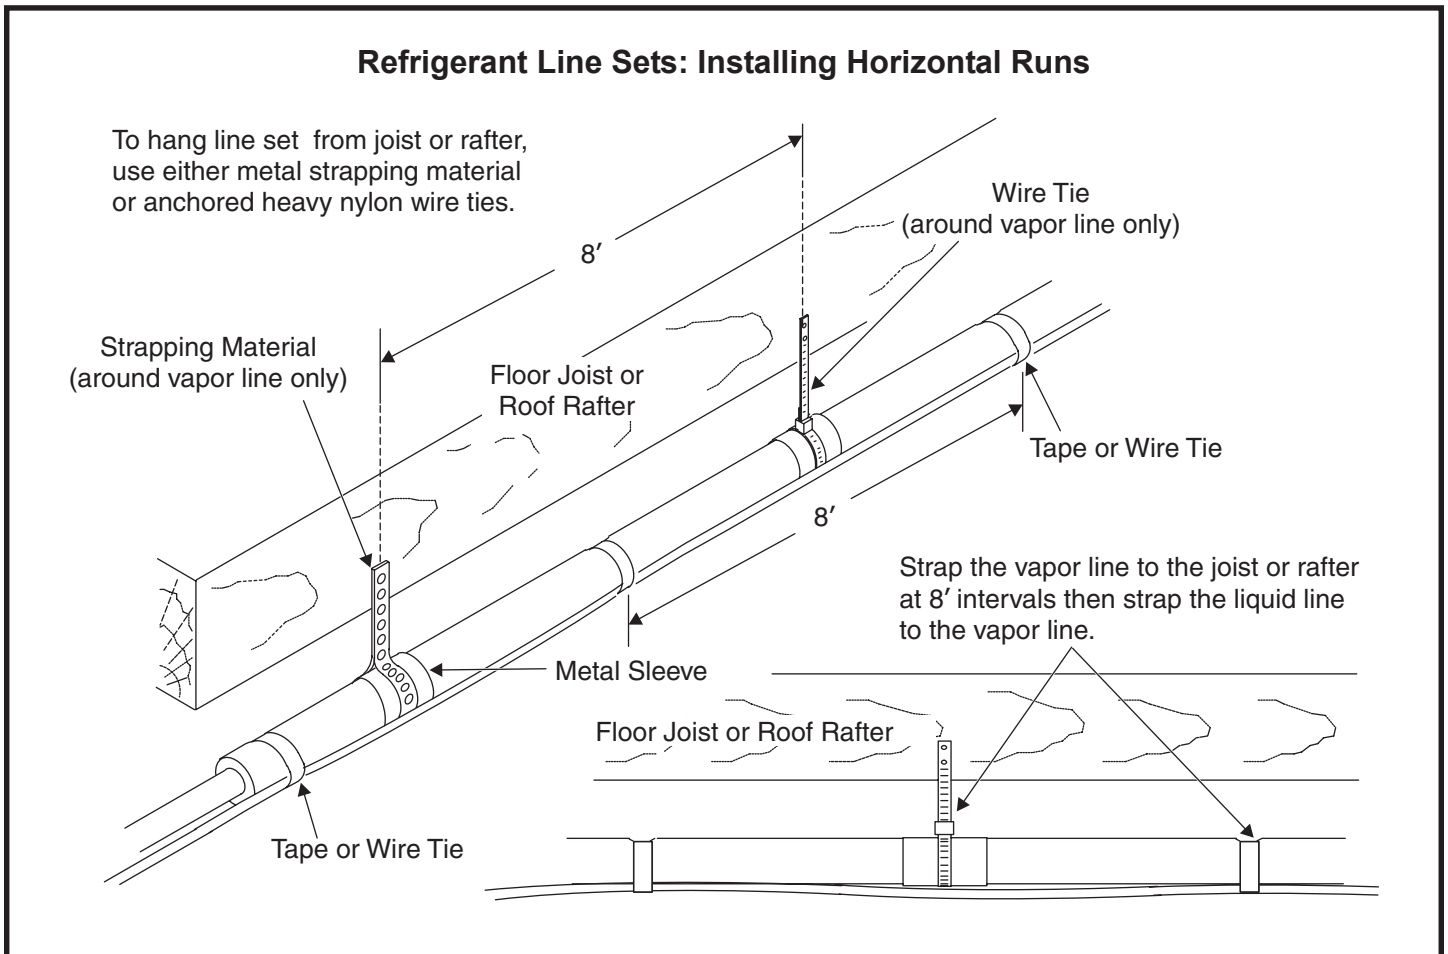 Refrigerant Line Sets: Installing Horizontal Runs
To hang line set from joist or rafter,
use either metal strapping material
or anchored heavy nylon wire ties.
8′
Wire Tie
(around vapor line only)
Strapping Material
(around vapor line only)
Floor Joist or
Roof Rafter
Tape or Wire Tie
8′
Strap the vapor line to the joist or rafter
at 8′ intervals then strap the liquid line
to the vapor line.
Metal Sleeve
Floor Joist or Roof Rafter
Tape or Wire Tie